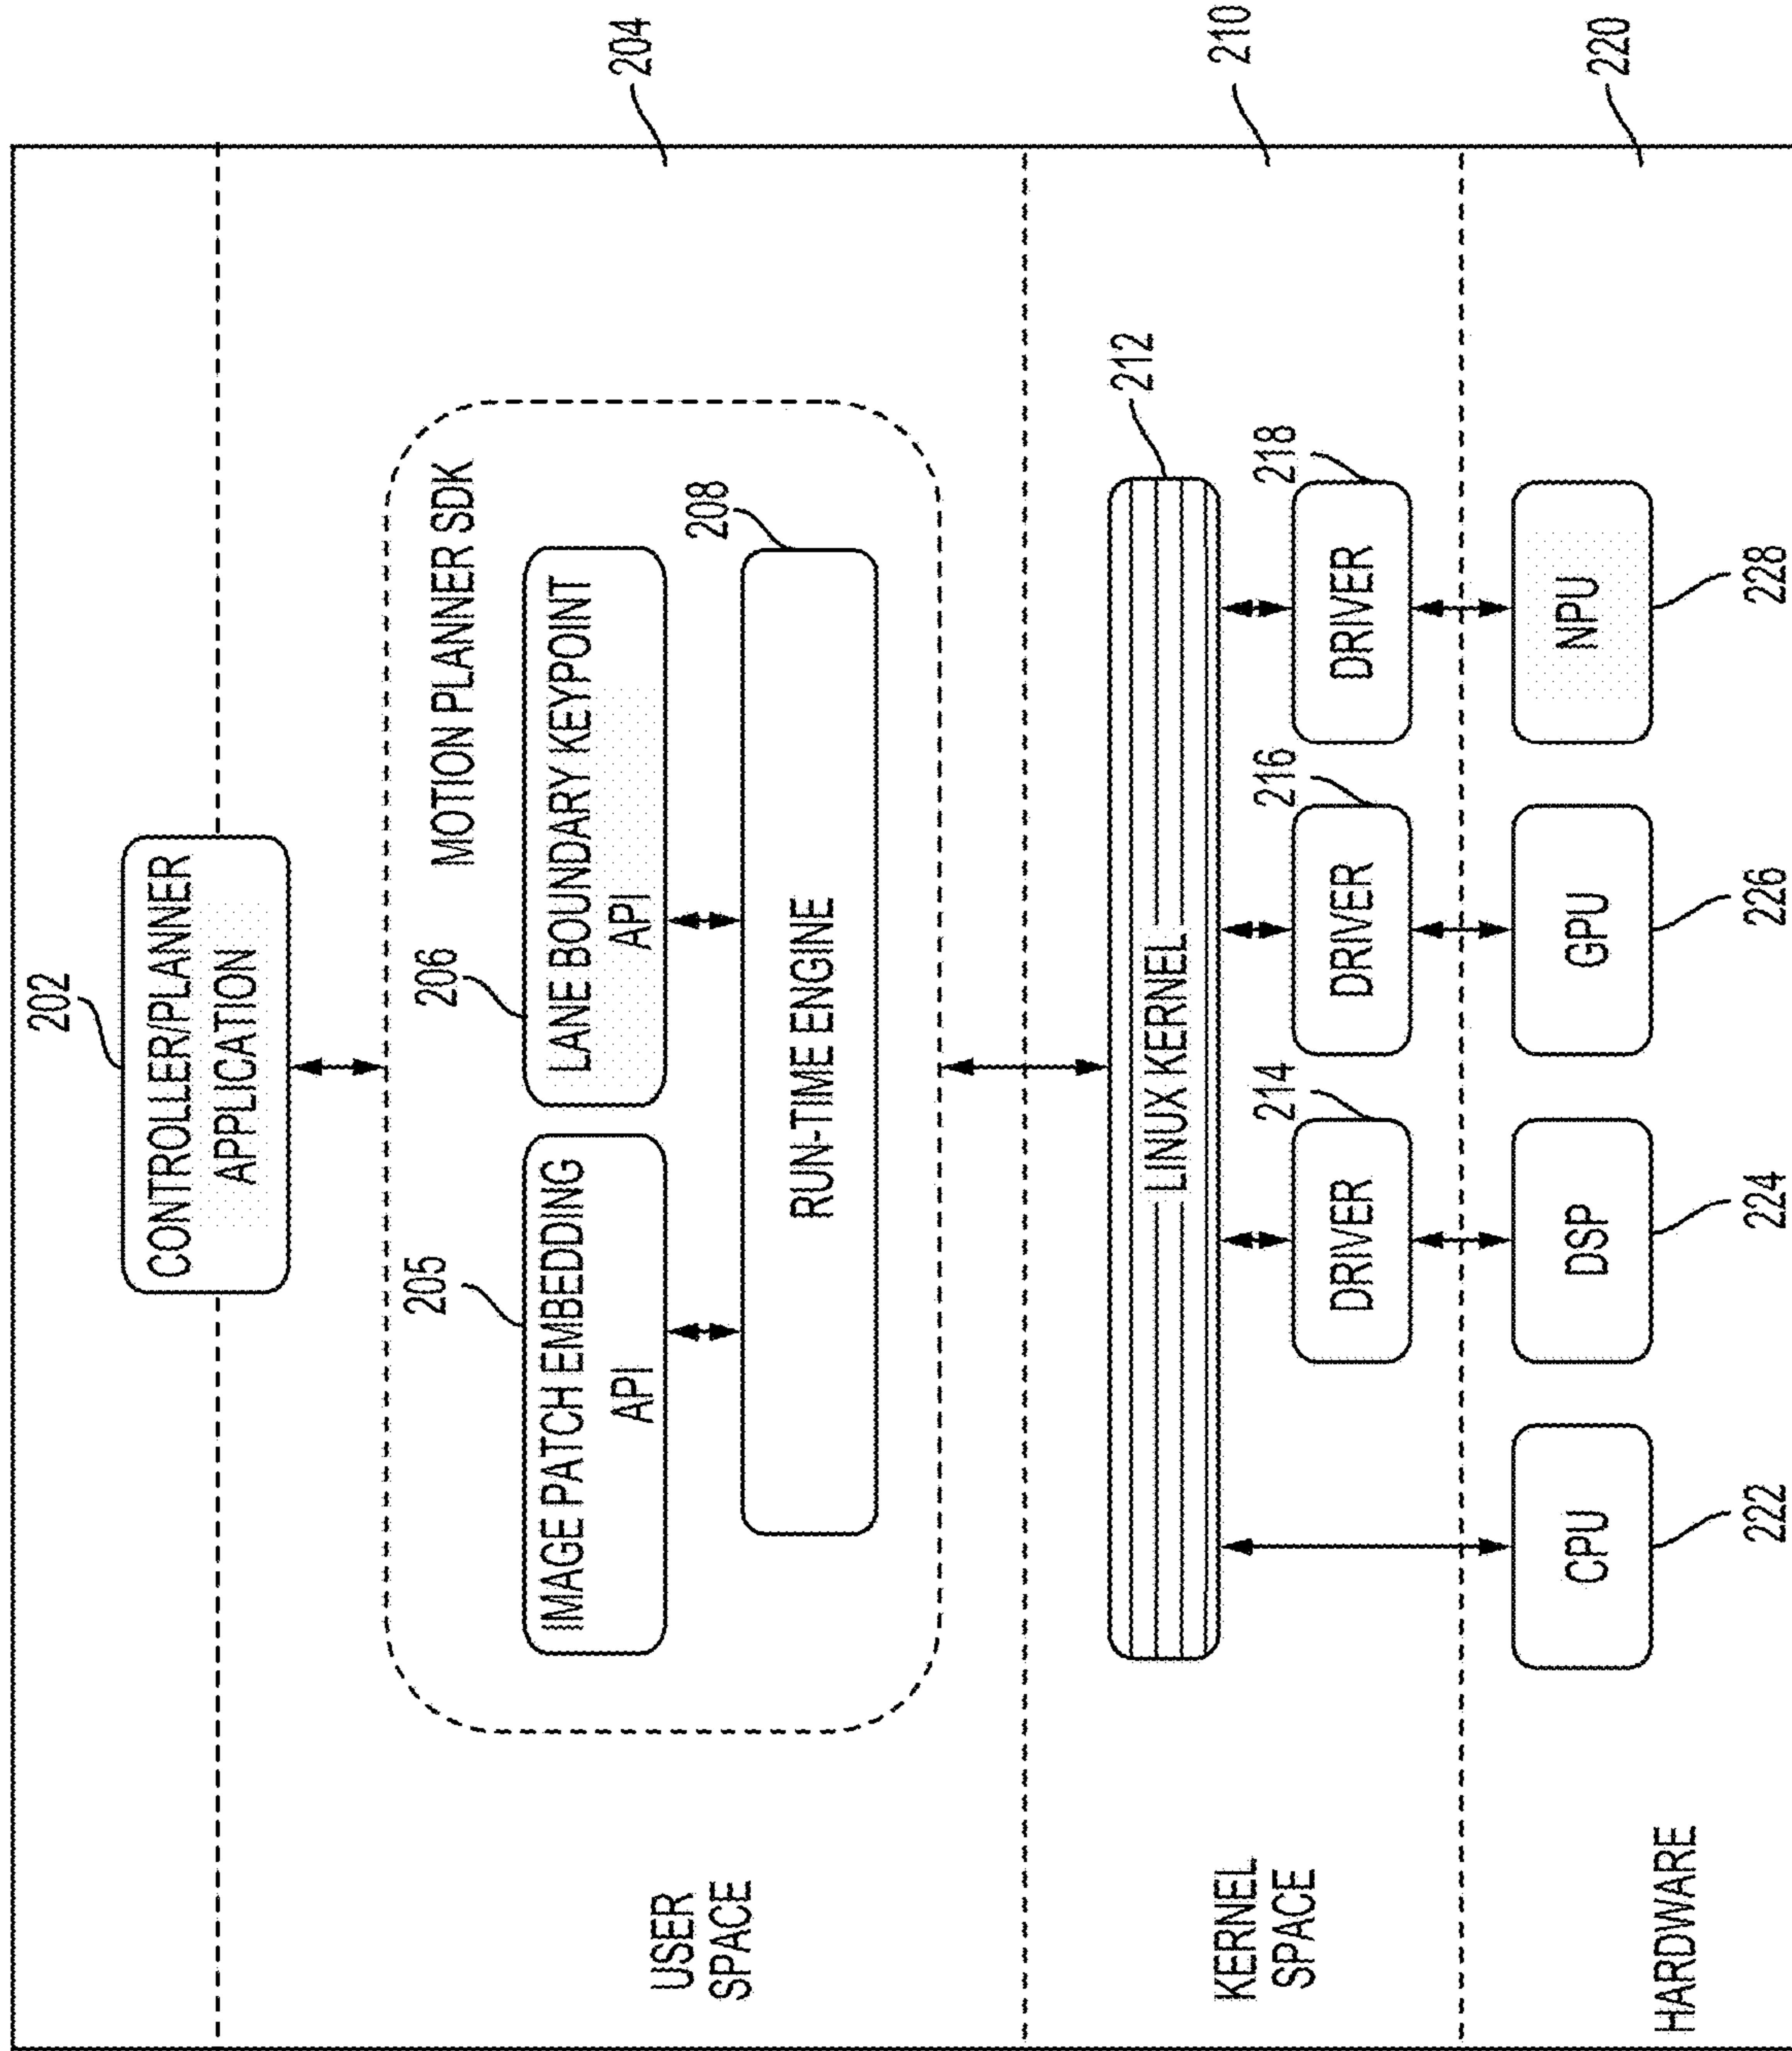 202
CONTROLLER/PLANNER
APPLICATION
204
USER
SPACE
MOTION PLANNER SDK
205
IMAGE PATCH EMBEDDING
API
206
LANE BOUNDARY KEYPOINT
API
208
RUN-TIME ENGINE
210
KERNEL
SPACE
212
LINUX KERNEL
214
DRIVER
216
DRIVER
218
DRIVER
220
HARDWARE
CPU
DSP
GPU
NPU
222
224
226
228